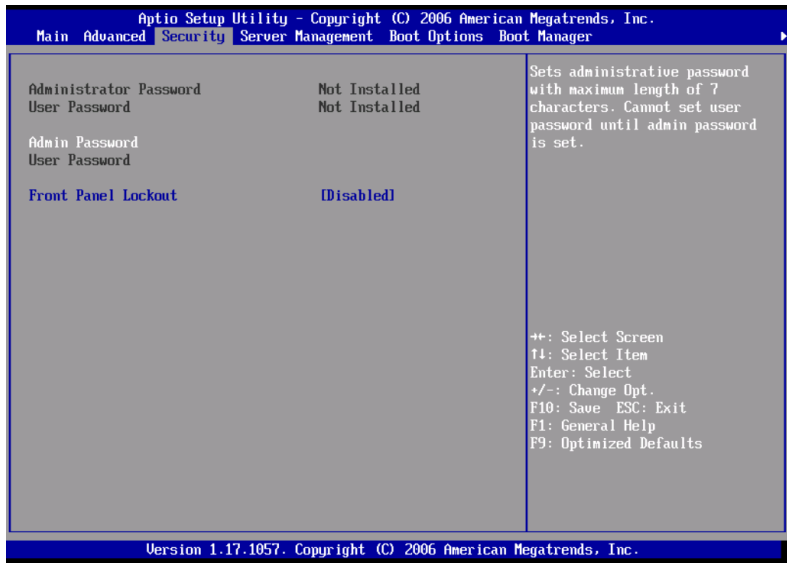 Aptio Setup Utility - Copyright (C) 2006 American Megatrends, Inc.
Main Advanced Security Server Management Boot Options Boot Manager
Administrator Password Not Installed
User Password Not Installed
Admin Password
User Password
Front Panel Lockout [Disabled]
Sets administrative password
with maximum length of 7
characters. Cannot set user
password until admin password
is set.
→←: Select Screen
↑↓: Select Item
Enter: Select
+/-: Change Opt.
F10: Save ESC: Exit
F1: General Help
F9: Optimized Defaults
Version 1.17.1057. Copyright (C) 2006 American Megatrends, Inc.